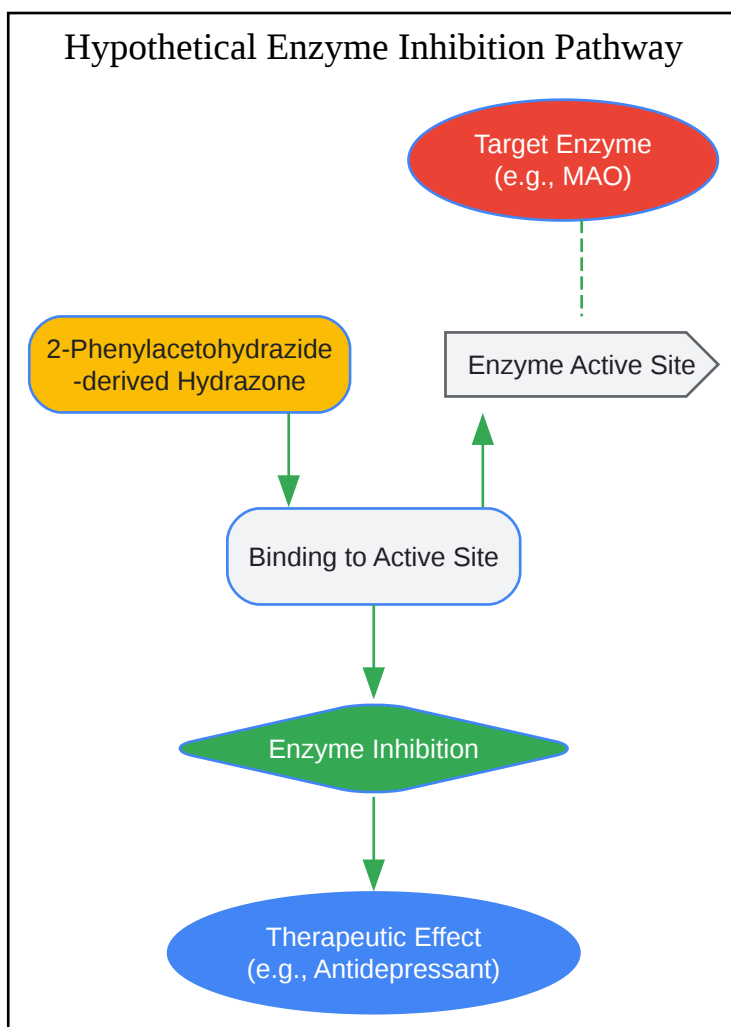 Hypothetical Enzyme Inhibition Pathway
Target Enzyme
(e.g., MAO)
2-Phenylacetohydrazide
-derived Hydrazone
Enzyme Active Site
Binding to Active Site
Enzyme Inhibition
Therapeutic Effect
(e.g., Antidepressant)